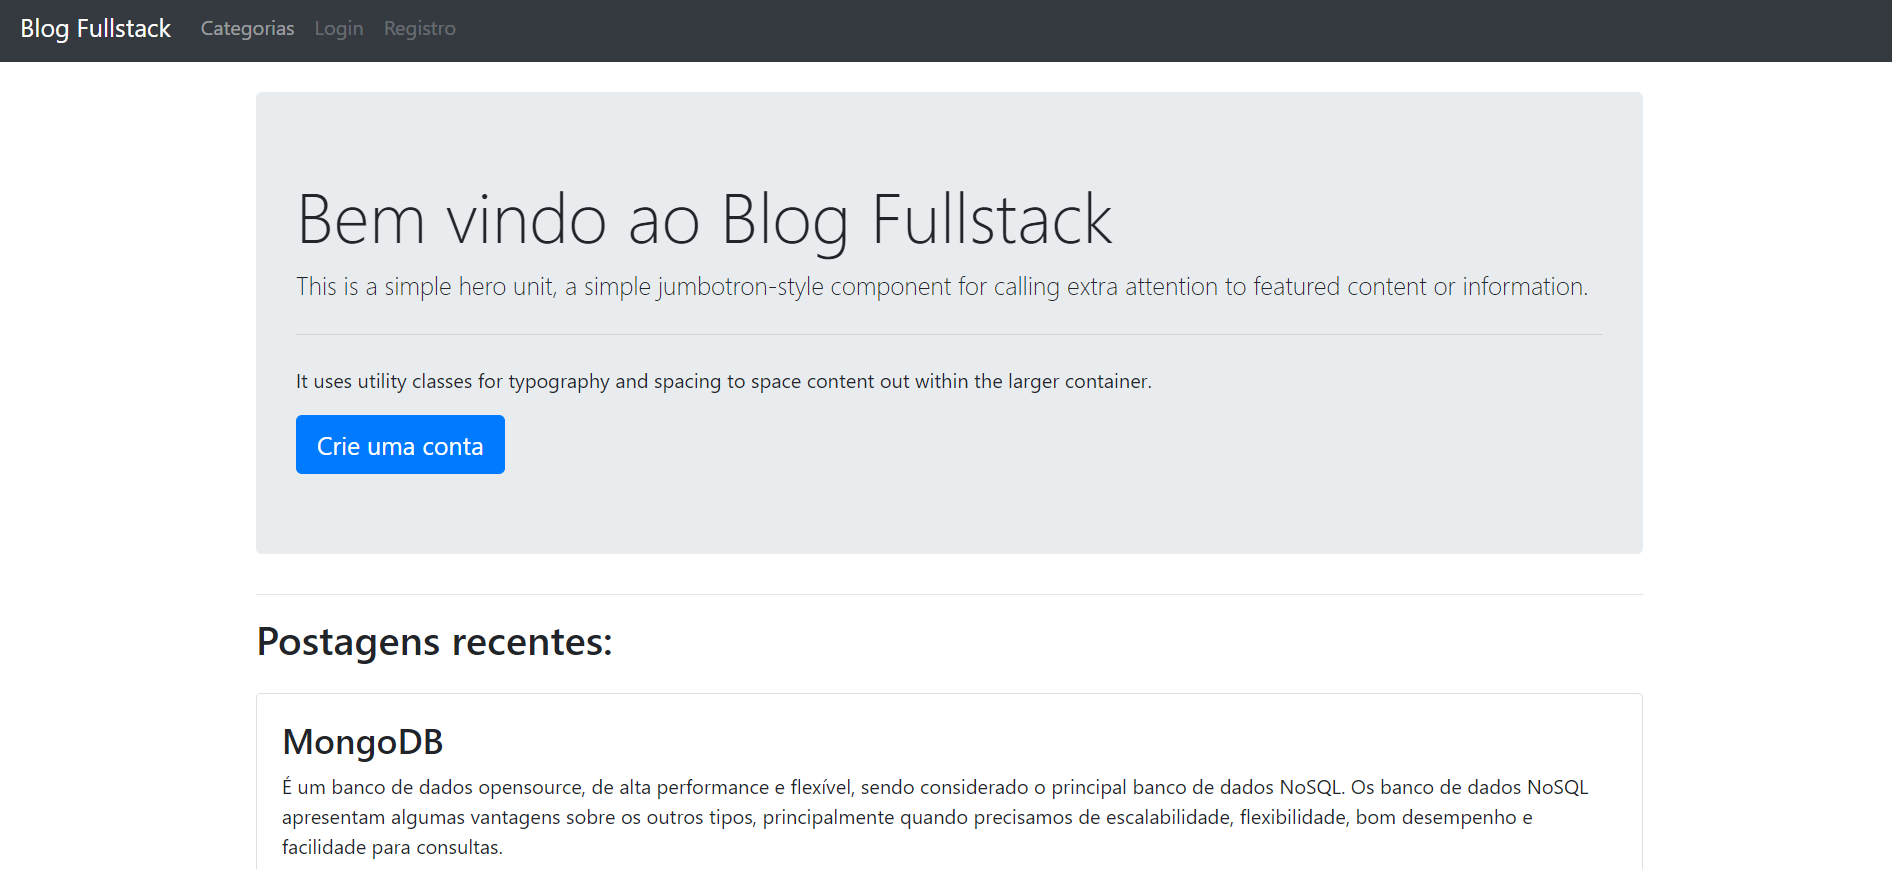 Blog Fullstack Categorias Login Registro
Bem vindo ao Blog Fullstack
This is a simple hero unit, a simple jumbotron-style component for calling extra attention to featured content or information.
It uses utility classes for typography and spacing to space content out within the larger container.
Crie uma conta
Postagens recentes:
MongoDB
É um banco de dados opensource, de alta performance e flexível, sendo considerado o principal banco de dados NoSQL. Os banco de dados NoSQL
apresentam algumas vantagens sobre os outros tipos, principalmente quando precisamos de escalabilidade, flexibilidade, bom desempenho e
facilidade para consultas.